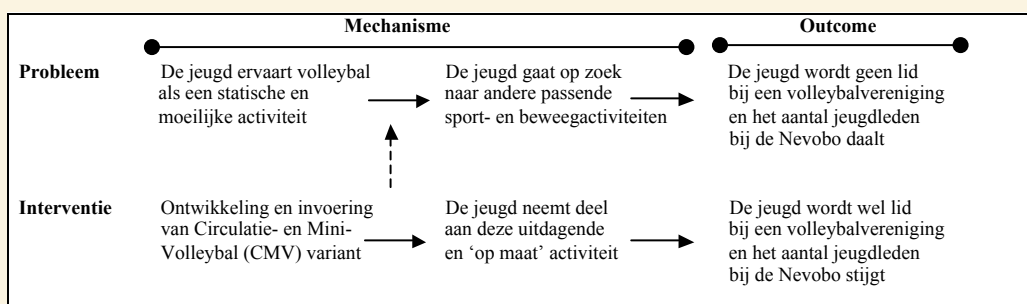 Mechanisme Outcome
Probleem De jeugd ervaart volleybal De jeugd gaat op zoek De jeugd wordt geen lid
als een statische en naar andere passende bij een volleybalvereniging
moeilijke activiteit sport- en beweegactiviteiten en het aantal jeugdleden
bij de Nevobo daalt
Interventie Ontwikkeling en invoering De jeugd neemt deel De jeugd wordt wel lid
van Circulatie- en Mini- aan deze uitdagende bij een volleybalvereniging
Volleybal (CMV) variant en ‘op maat’ activiteit en het aantal jeugdleden
bij de Nevobo stijgt